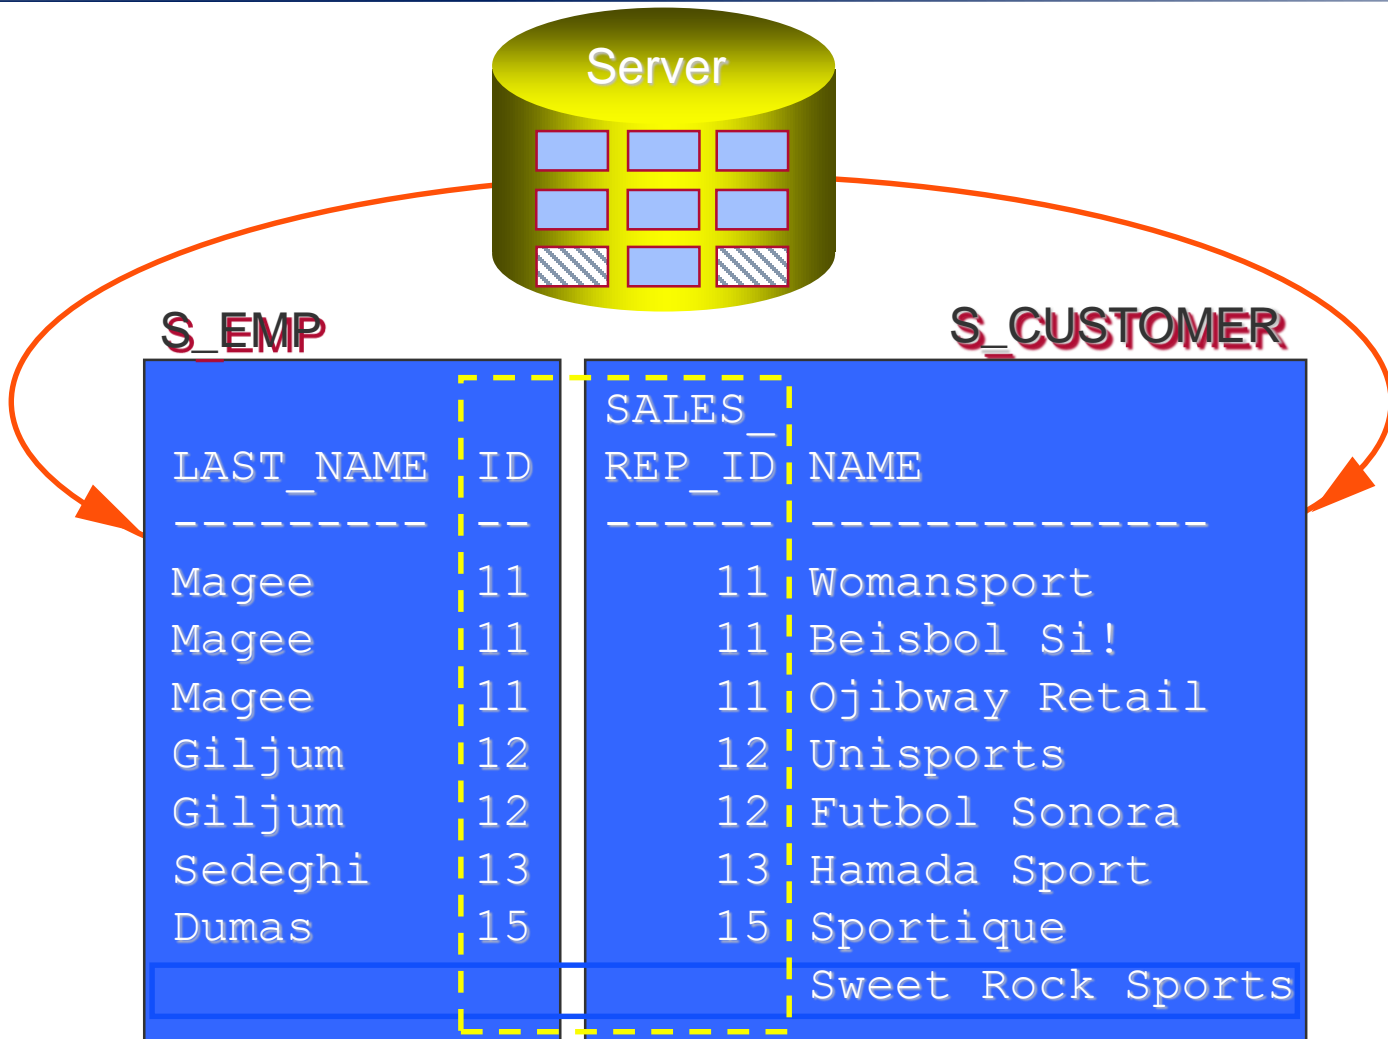 Server
S_EMP
S_CUSTOMER
SALES_
LAST_NAME ID REP_ID NAME
--------- -- ------ --------------
Magee 11 11 Womansport
Magee 11 11 Beisbol Si!
Magee 11 11 Ojibway Retail
Giljum 12 12 Unisports
Giljum 12 12 Futbol Sonora
Sedeghi 13 13 Hamada Sport
Dumas 15 15 Sportique
Sweet Rock Sports